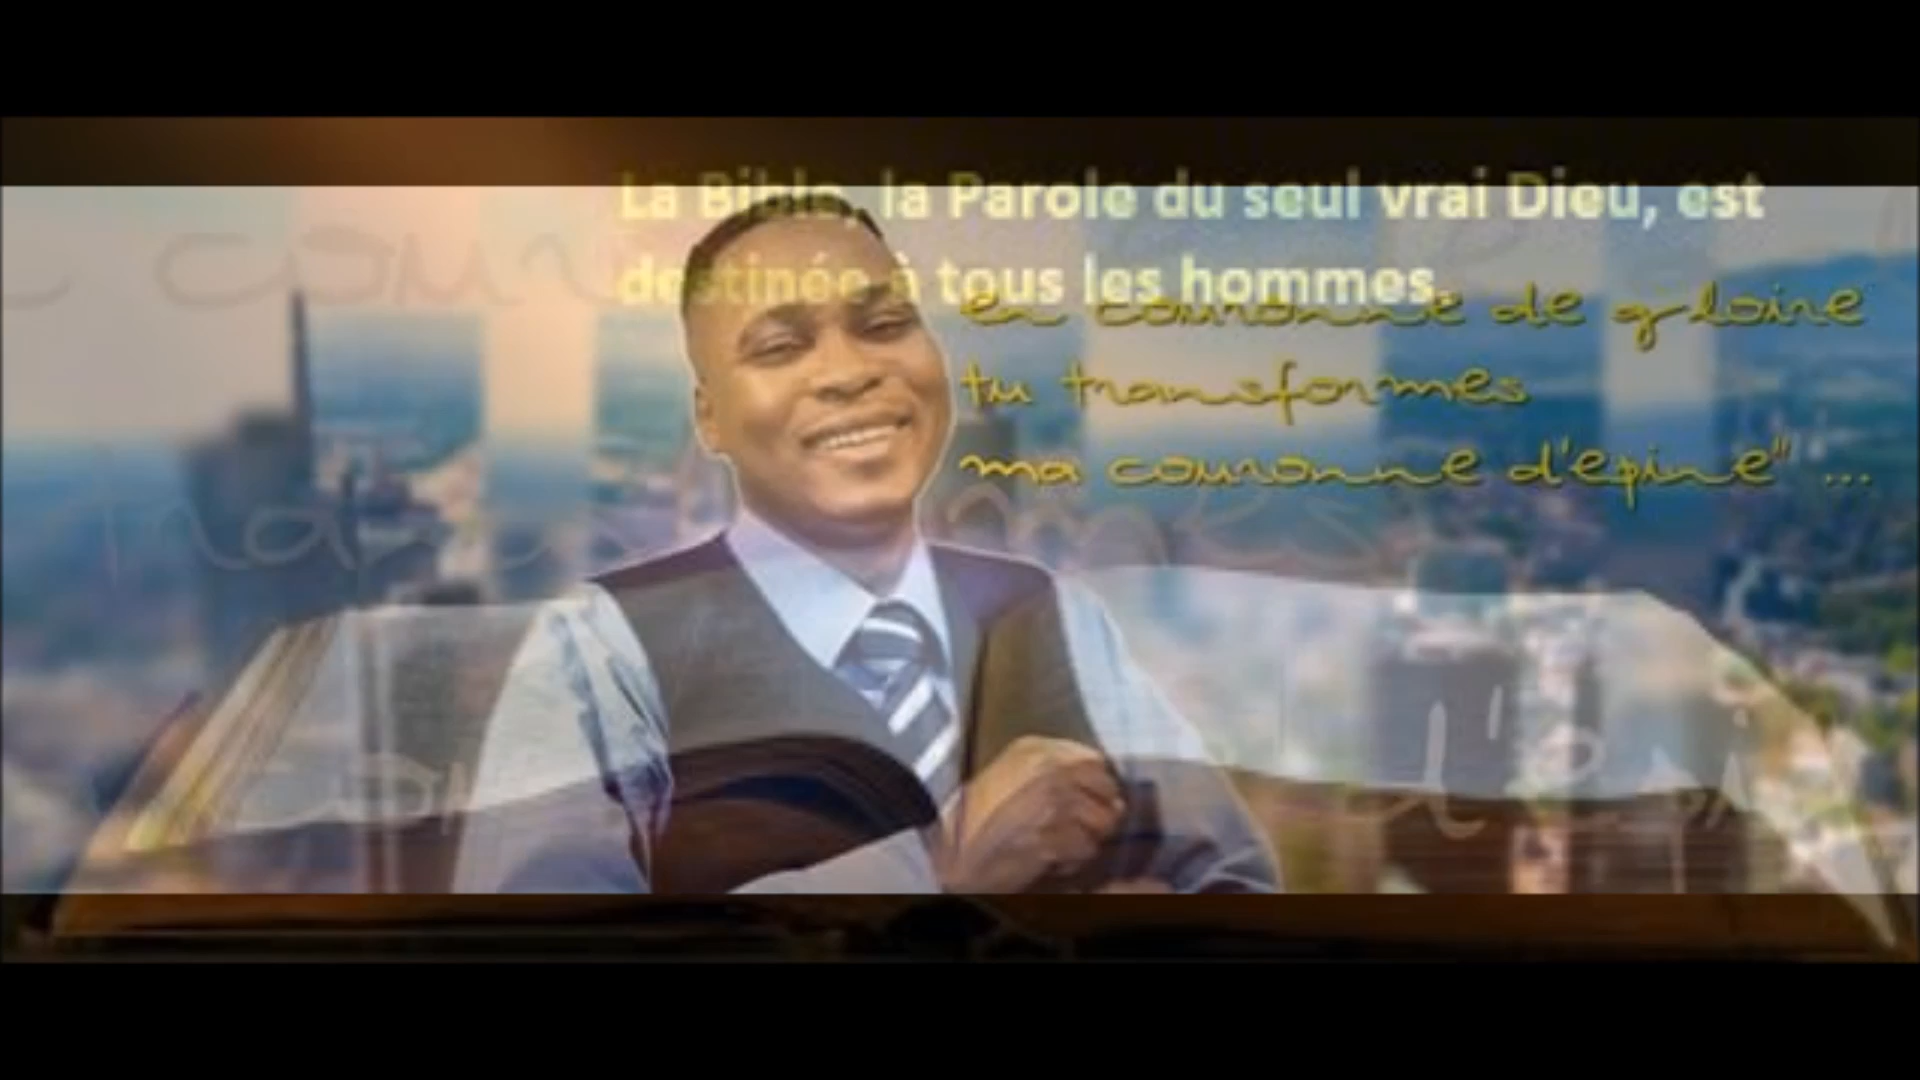 La Bible, la Parole du seul vrai Dieu, est
destinée à tous les hommes.
en couronne de gloire
tu transformes
ma couronne d'épine" ...